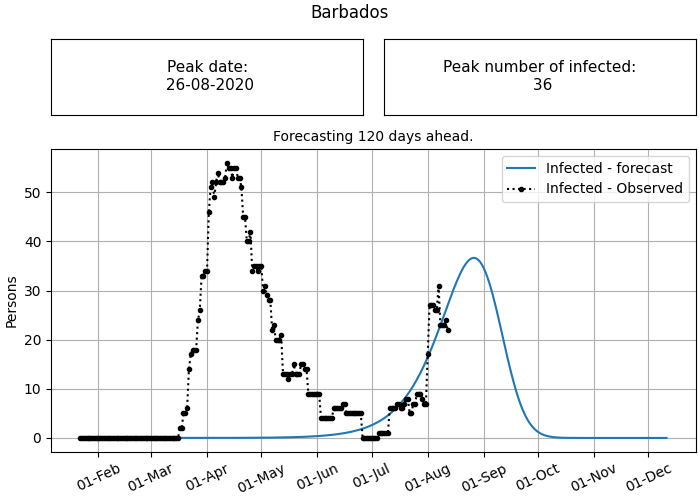 Barbados
Peak date:
26-08-2020
Peak number of infected:
36
Forecasting 120 days ahead.
Infected - forecast
Infected - Observed
Persons
50
40
30
20
10
0
01-Feb
01-Mar
01-Apr
01-May
01-Jun
01-Jul
01-Aug
01-Sep
01-Oct
01-Nov
01-Dec